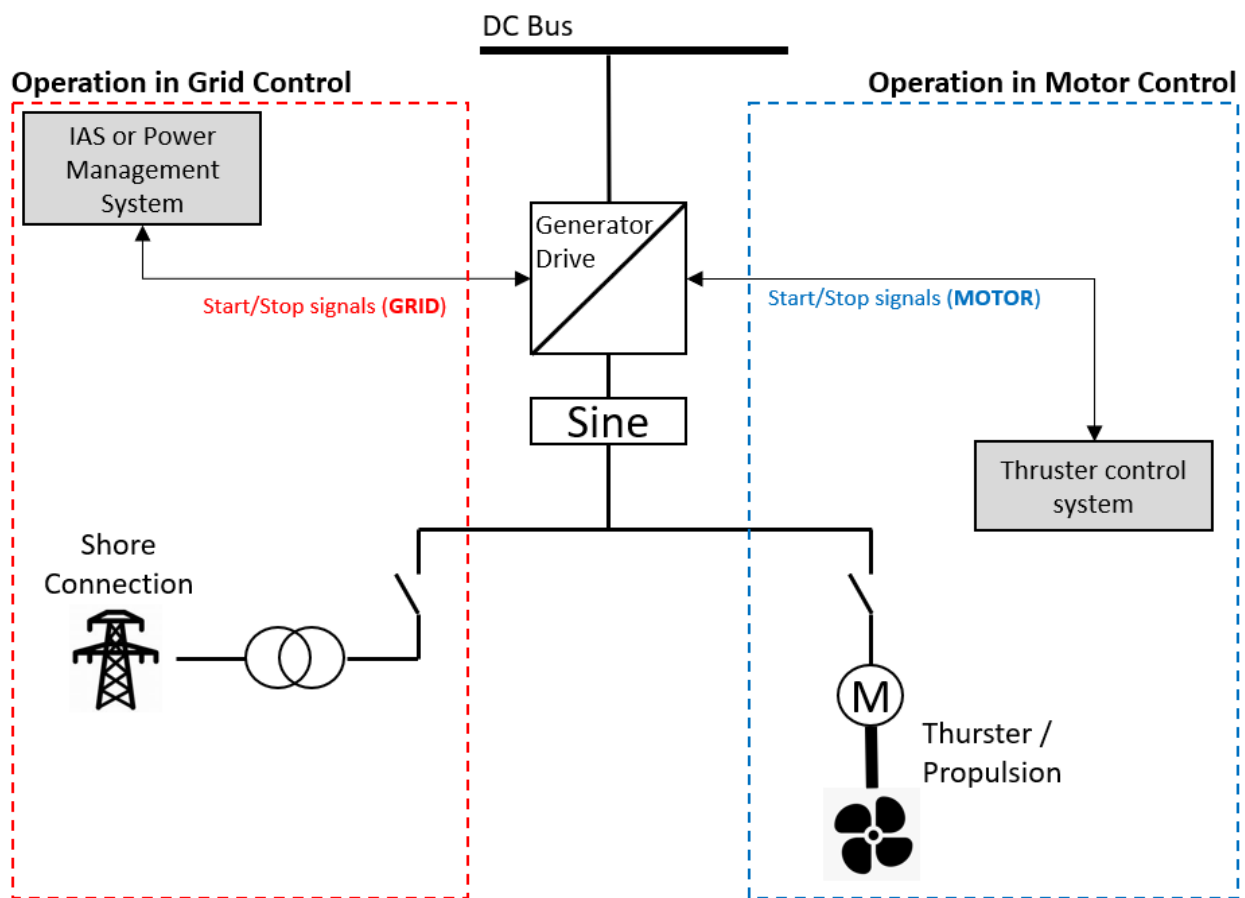 DC Bus
Operation in Grid Control
Operation in Motor Control
IAS or Power
Management
System
Generator
Drive
Start/Stop signals (GRID)
Start/Stop signals (MOTOR)
Sine
Thruster control
system
Shore
Connection
M
Thurster /
Propulsion